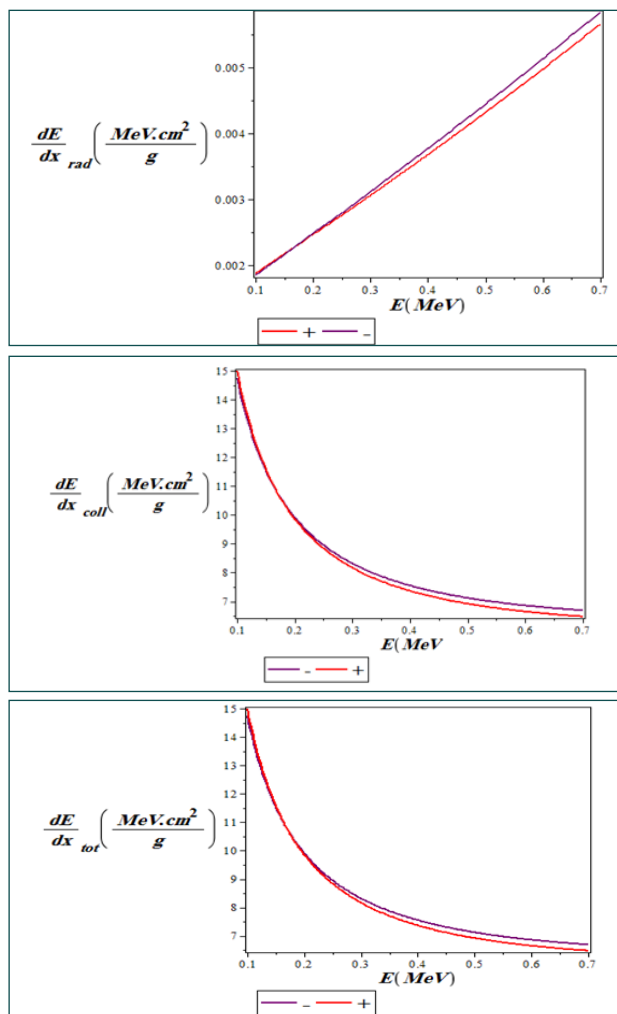 0.005
0.004
0.003
0.002
dE
dx rad ( MeV.cm² / g )
0.1 0.2 0.3 0.4 0.5 0.6 0.7
E( MeV)
+ -
15
14
13
12
11
10
9
8
7
dE
dx coll ( MeV.cm² / g )
0.1 0.2 0.3 0.4 0.5 0.6 0.7
E( MeV
- +
15
14
13
12
11
10
9
8
7
dE
dx tot ( MeV.cm² / g )
0.1 0.2 0.3 0.4 0.5 0.6 0.7
E( MeV)
- +